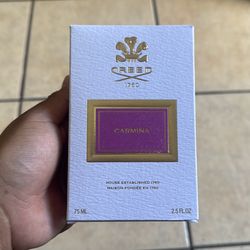 CREED
1760
CARMINA
HOUSE ESTABLISHED 1760
MAISON FONDÉE EN 1760
75 ML 2.5 FL.OZ